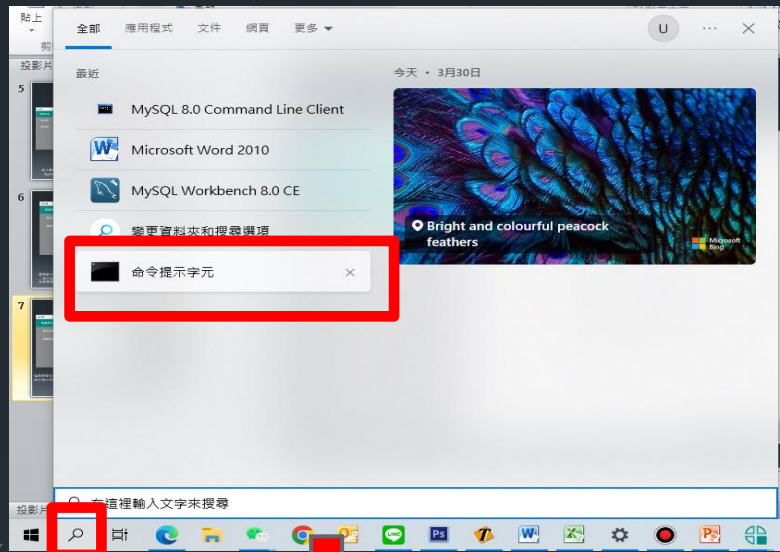 貼上
剪
投影片
5
6
7
投影片
全部 應用程式 文件 網頁 更多
U
最近
MySQL 8.0 Command Line Client
Microsoft Word 2010
MySQL Workbench 8.0 CE
變更資料夾和搜尋選項
命令提示字元
今天 • 3月30日
Bright and colourful peacock
feathers
Microsoft
Bing
在這裡輸入文字來搜尋
LINE
Ps